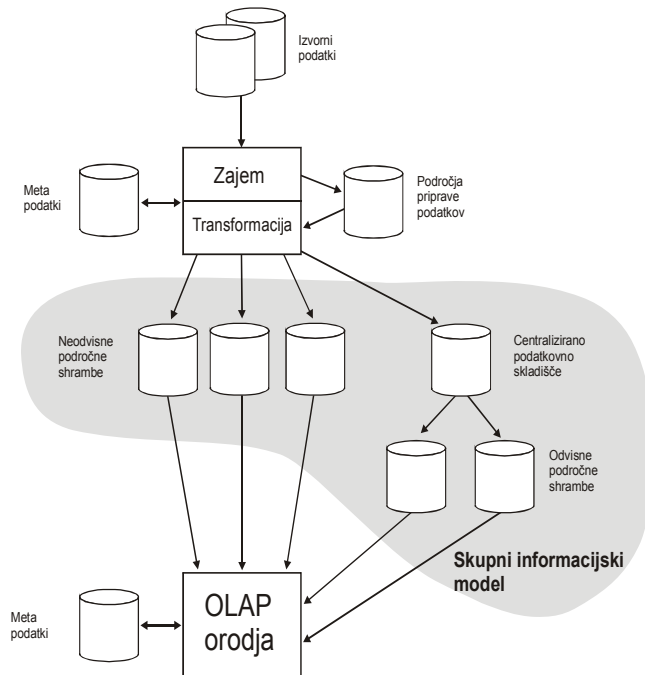 Izvorni
podatki
Zajem
Transformacija
Meta
podatki
Področja
priprave
podatkov
Neodvisne
področne
shrambe
Centralizirano
podatkovno
skladišče
Odvisne
področne
shrambe
Skupni informacijski
model
OLAP
orodja
Meta
podatki